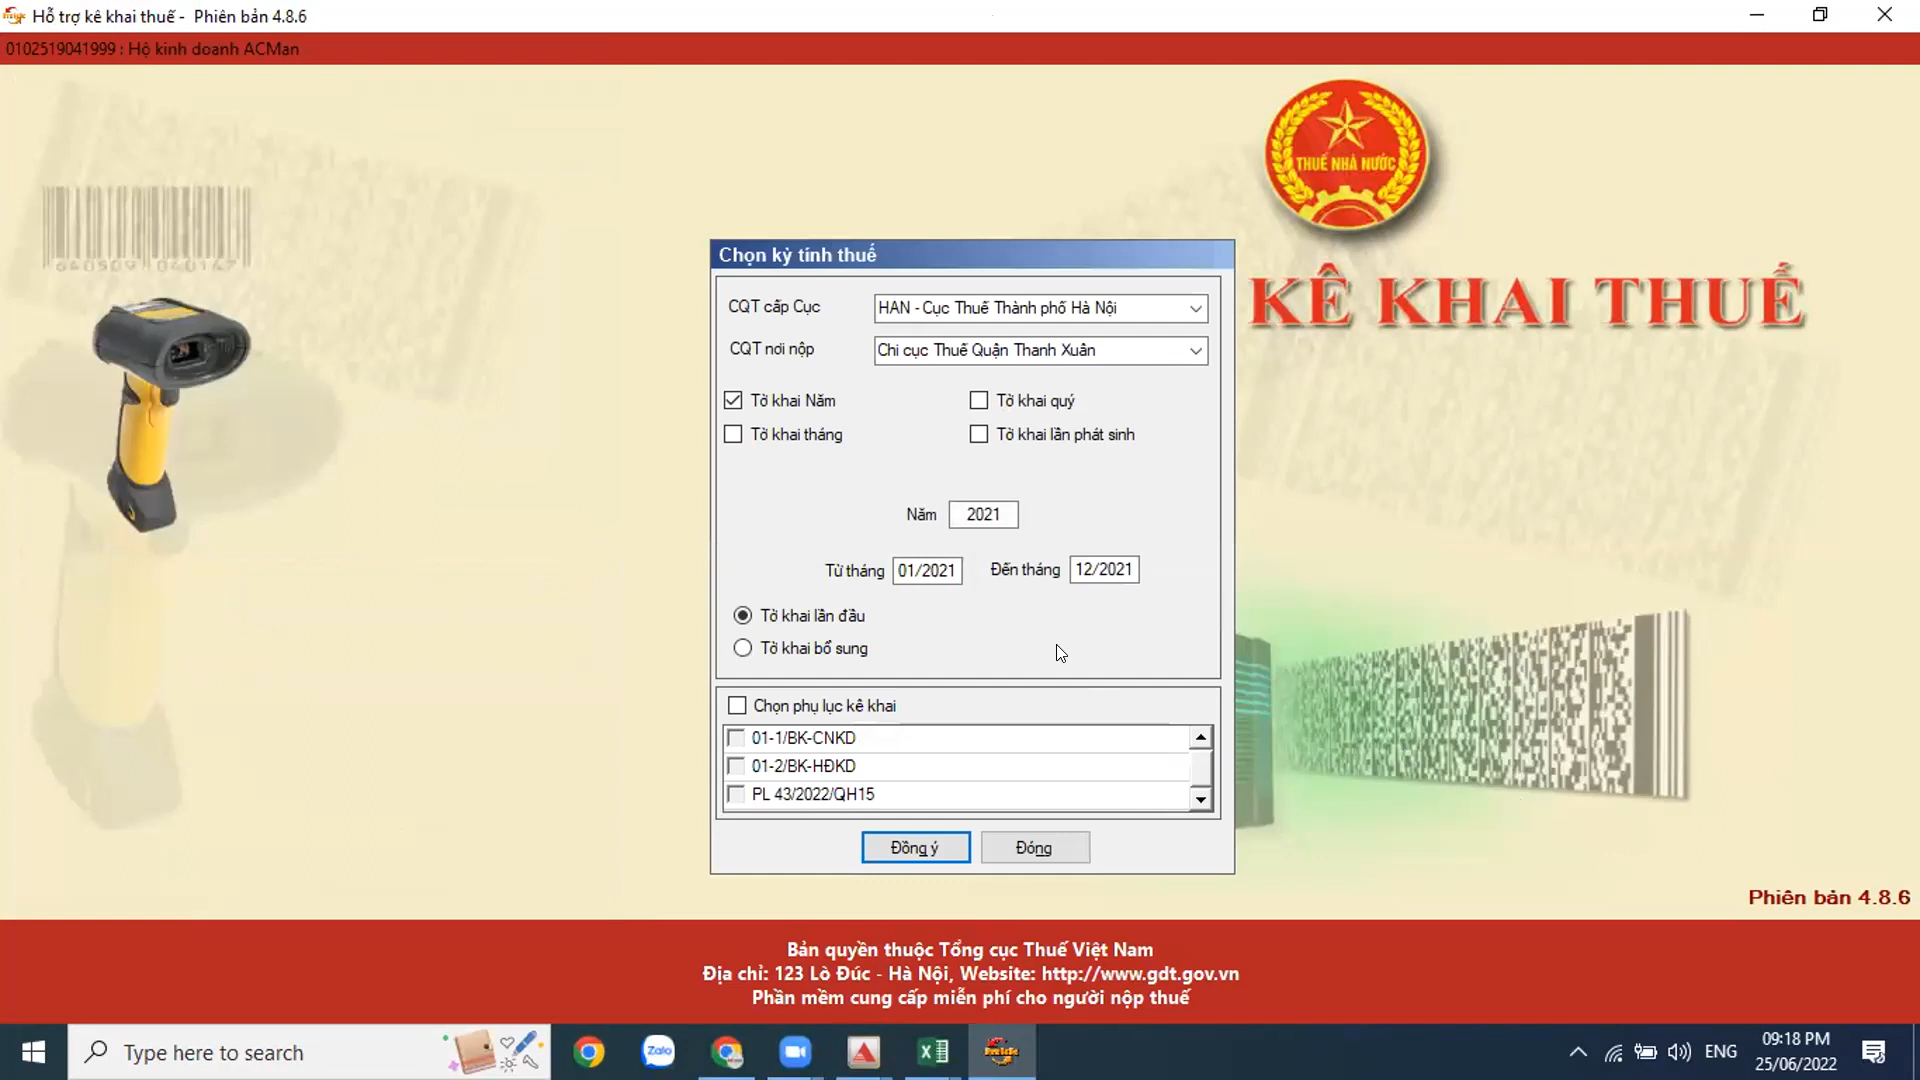 Hỗ trợ kê khai thuế - Phiên bản 4.8.6
0102519041999 : Hộ kinh doanh ACMan
THUẾ NHÀ NƯỚC
KÊ KHAI THUẾ
640509 040147
Chọn kỳ tính thuế
CQT cấp Cục HAN - Cục Thuế Thành phố Hà Nội
CQT nơi nộp Chi cục Thuế Quận Thanh Xuân
Tờ khai Năm Tờ khai quý
Tờ khai tháng Tờ khai lần phát sinh
Năm 2021
Từ tháng 01/2021 Đến tháng 12/2021
Tờ khai lần đầu
Tờ khai bổ sung
Chọn phụ lục kê khai
01-1/BK-CNKD
01-2/BK-HĐKD
PL 43/2022/QH15
Đồng ý Đóng
Phiên bản 4.8.6
Bản quyền thuộc Tổng cục Thuế Việt Nam
Địa chỉ: 123 Lò Đúc - Hà Nội, Website: http://www.gdt.gov.vn
Phần mềm cung cấp miễn phí cho người nộp thuế
Type here to search
Zalo
ENG
09:18 PM
25/06/2022